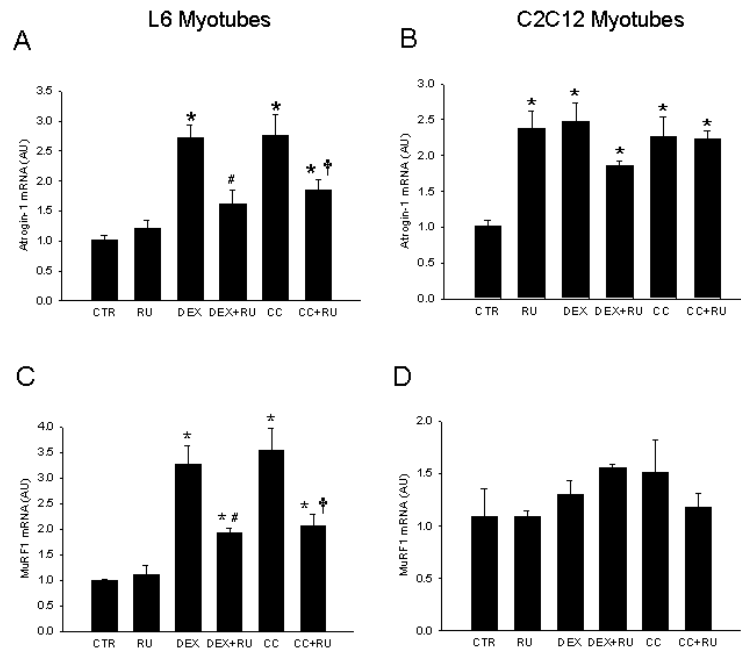 L6 Myotubes
C2C12 Myotubes
A
Atrogin-1 mRNA (AU)
3.5
3.0
2.5
2.0
1.5
1.0
0.5
0.0
*
#
*
* †
CTR RU DEX DEX+RU CC CC+RU
B
Atrogin-1 mRNA (AU)
3.0
2.5
2.0
1.5
1.0
0.5
0.0
* * * * *
CTR RU DEX DEX+RU CC CC+RU
C
MuRF1 mRNA (AU)
4.0
3.5
3.0
2.5
2.0
1.5
1.0
0.5
0.0
*
* #
*
* †
CTR RU DEX DEX+RU CC CC+RU
D
MuRF1 mRNA (AU)
2.0
1.5
1.0
0.5
0.0
CTR RU DEX DEX+RU CC CC+RU